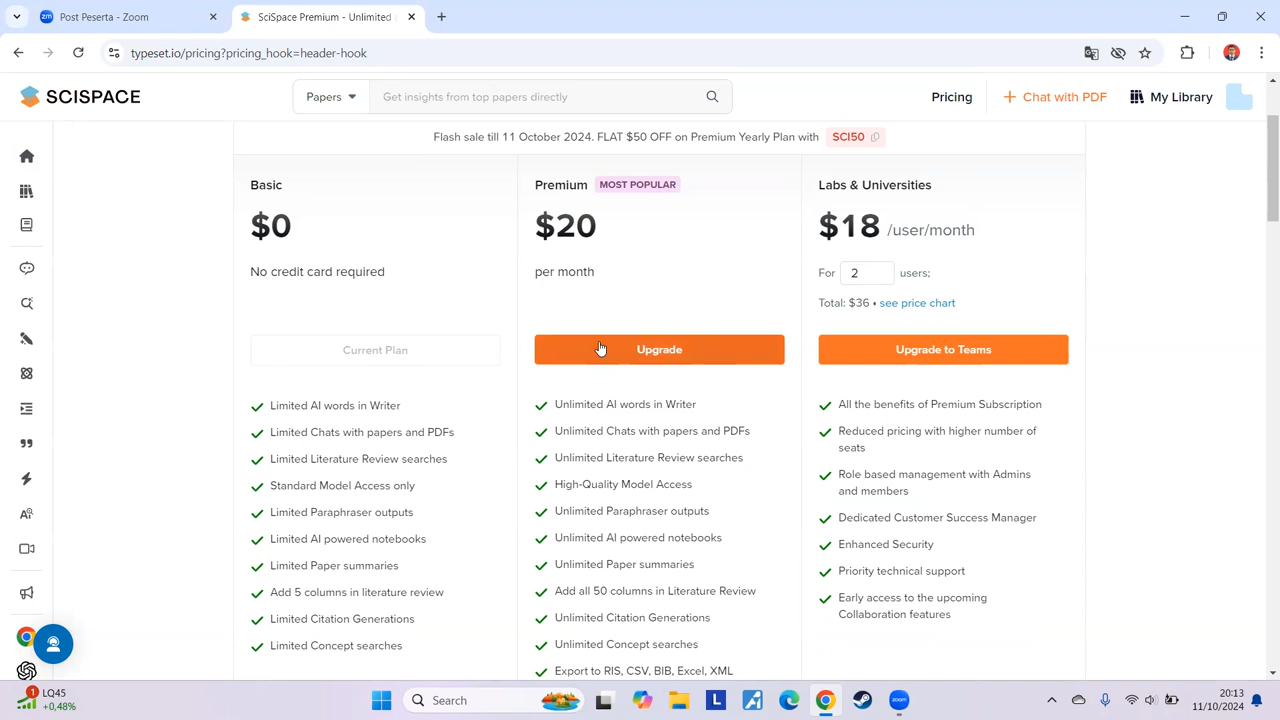 Post Peserta - Zoom
SciSpace Premium - Unlimited
typeset.io/pricing?pricing_hook=header-hook
SCISPACE
Papers
Get insights from top papers directly
Pricing
+ Chat with PDF
My Library
Flash sale till 11 October 2024. FLAT $50 OFF on Premium Yearly Plan with SCI50
Basic
$0
No credit card required
Current Plan
Limited AI words in Writer
Limited Chats with papers and PDFs
Limited Literature Review searches
Standard Model Access only
Limited Paraphraser outputs
Limited AI powered notebooks
Limited Paper summaries
Add 5 columns in literature review
Limited Citation Generations
Limited Concept searches
Premium MOST POPULAR
$20
per month
Upgrade
Unlimited AI words in Writer
Unlimited Chats with papers and PDFs
Unlimited Literature Review searches
High-Quality Model Access
Unlimited Paraphraser outputs
Unlimited AI powered notebooks
Unlimited Paper summaries
Add all 50 columns in Literature Review
Unlimited Citation Generations
Unlimited Concept searches
Export to RIS, CSV, BIB, Excel, XML
Labs & Universities
$18 /user/month
For 2 users;
Total: $36 • see price chart
Upgrade to Teams
All the benefits of Premium Subscription
Reduced pricing with higher number of
seats
Role based management with Admins
and members
Dedicated Customer Success Manager
Enhanced Security
Priority technical support
Early access to the upcoming
Collaboration features
1
LQ45
+0,48%
Search
20:13
11/10/2024